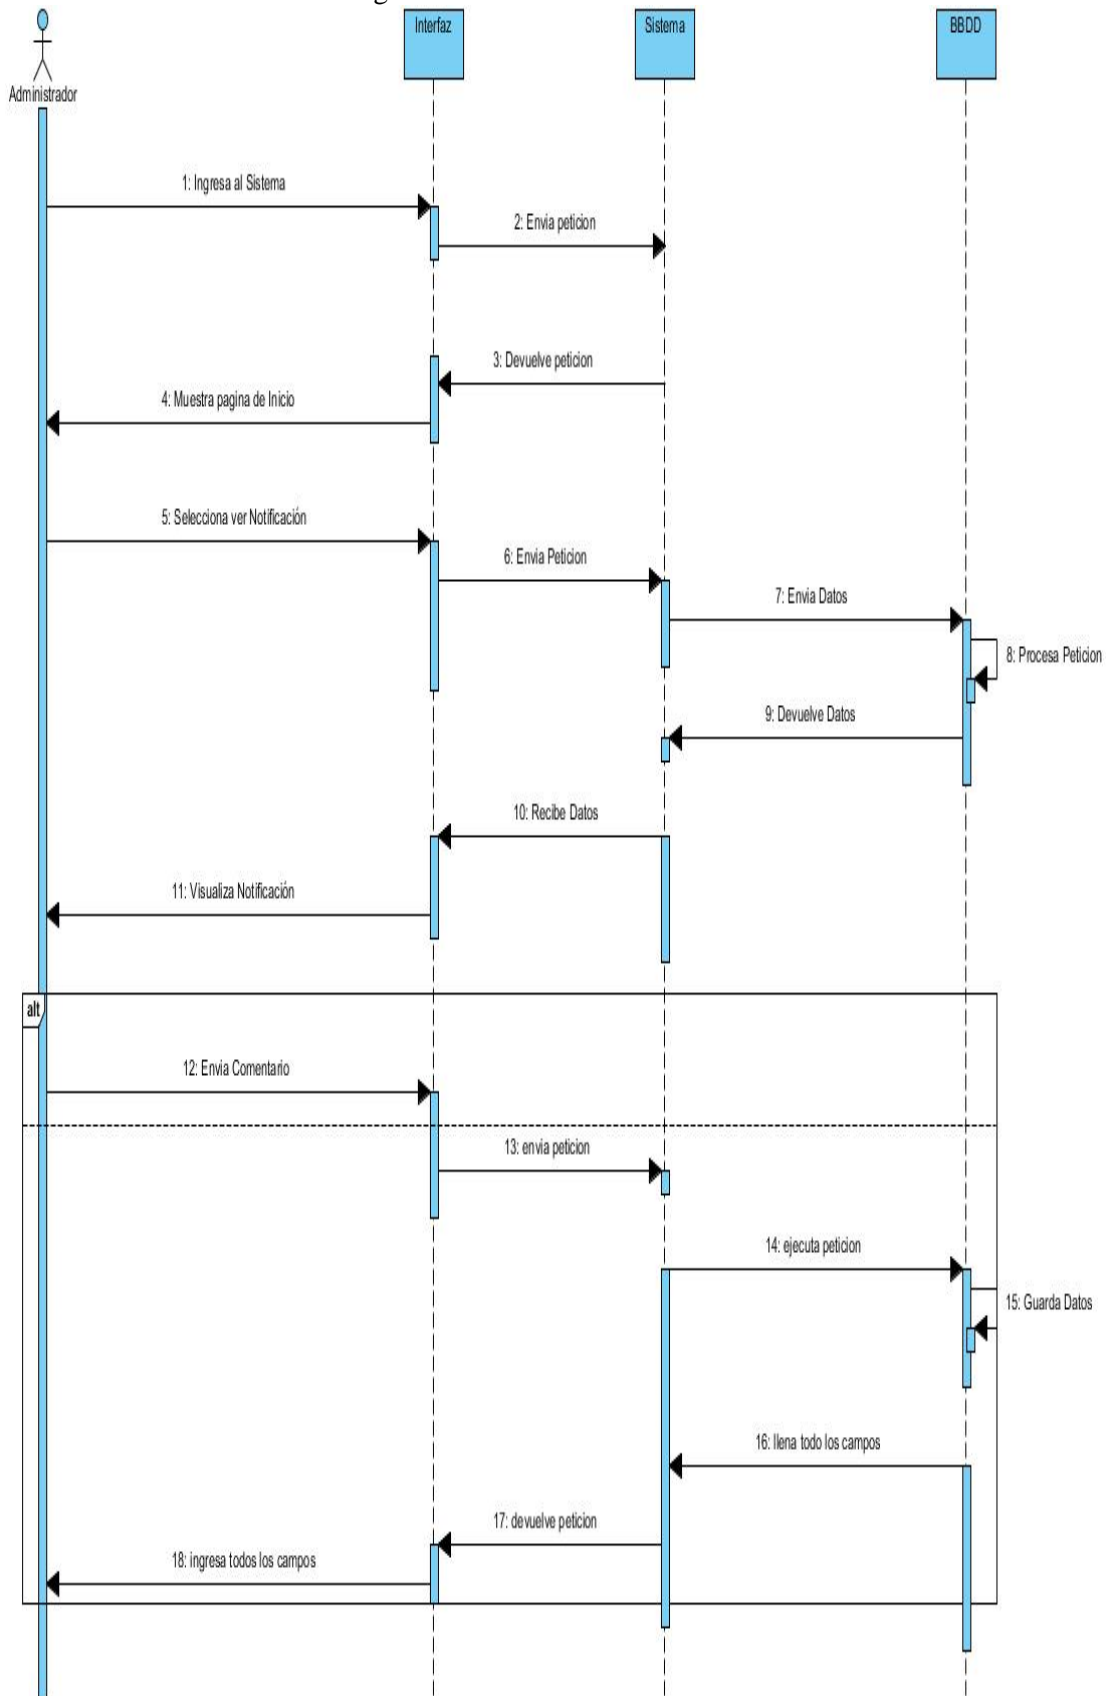 Interfaz
Sistema
BBDD
Administrador
1: Ingresa al Sistema
2: Envia peticion
3: Devuelve peticion
4: Muestra pagina de Inicio
5: Selecciona ver Notificación
6: Envia Peticion
7: Envia Datos
8: Procesa Peticion
9: Devuelve Datos
10: Recibe Datos
11: Visualiza Notificación
alt
12: Envia Comentario
13: envia peticion
14: ejecuta peticion
15: Guarda Datos
16: llena todo los campos
17: devuelve peticion
18: ingresa todos los campos